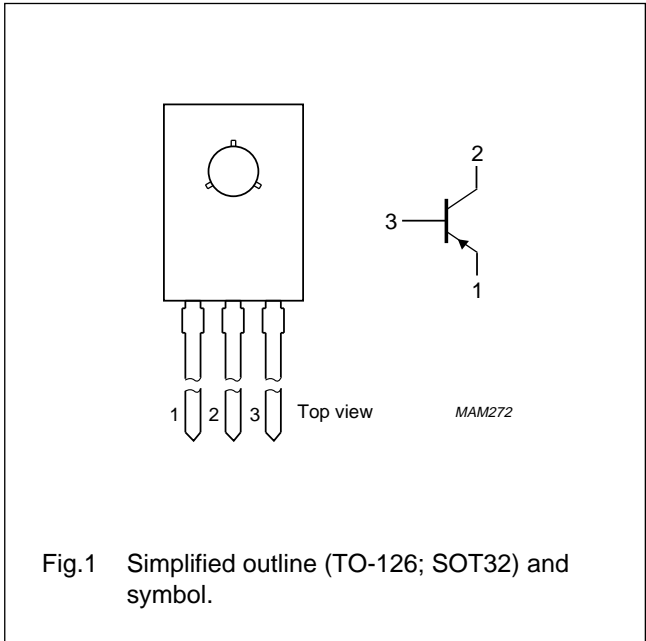 2
3
1
1 2 3 Top view MAM272
Fig.1 Simplified outline (TO-126; SOT32) and
symbol.